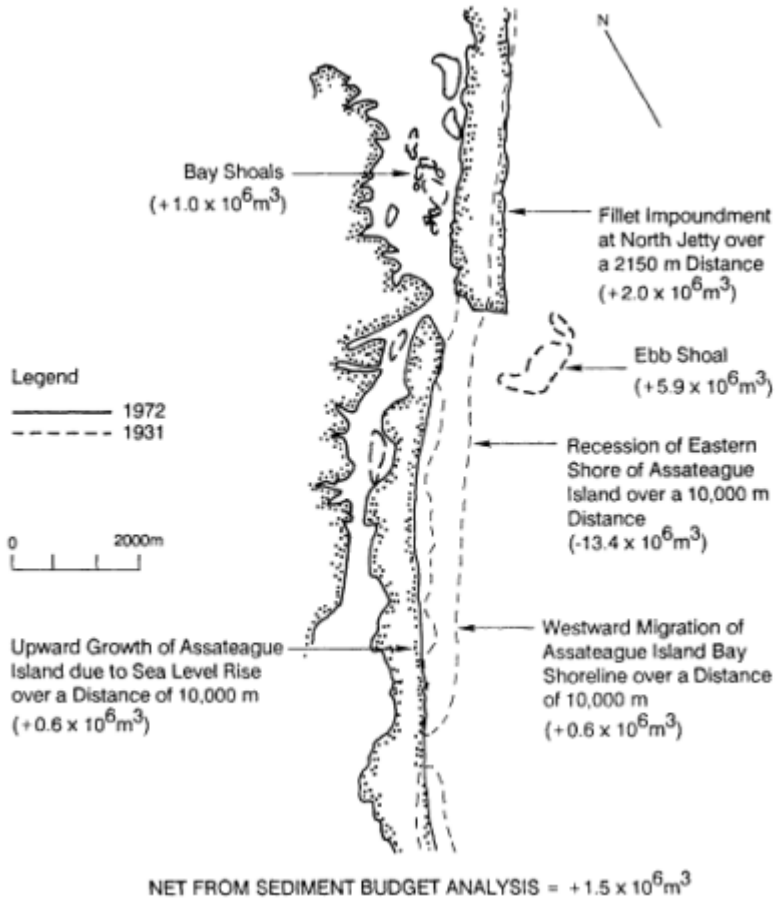 N
Bay Shoals
(+1.0 x 10⁶m³)
Fillet Impoundment
at North Jetty over
a 2150 m Distance
(+2.0 x 10⁶m³)
Ebb Shoal
(+5.9 x 10⁶m³)
Legend
1972
1931
Recession of Eastern
Shore of Assateague
Island over a 10,000 m
Distance
(-13.4 x 10⁶m³)
0 2000m
Upward Growth of Assateague
Island due to Sea Level Rise
over a Distance of 10,000 m
(+0.6 x 10⁶m³)
Westward Migration of
Assateague Island Bay
Shoreline over a Distance
of 10,000 m
(+0.6 x 10⁶m³)
NET FROM SEDIMENT BUDGET ANALYSIS = +1.5 x 10⁶m³